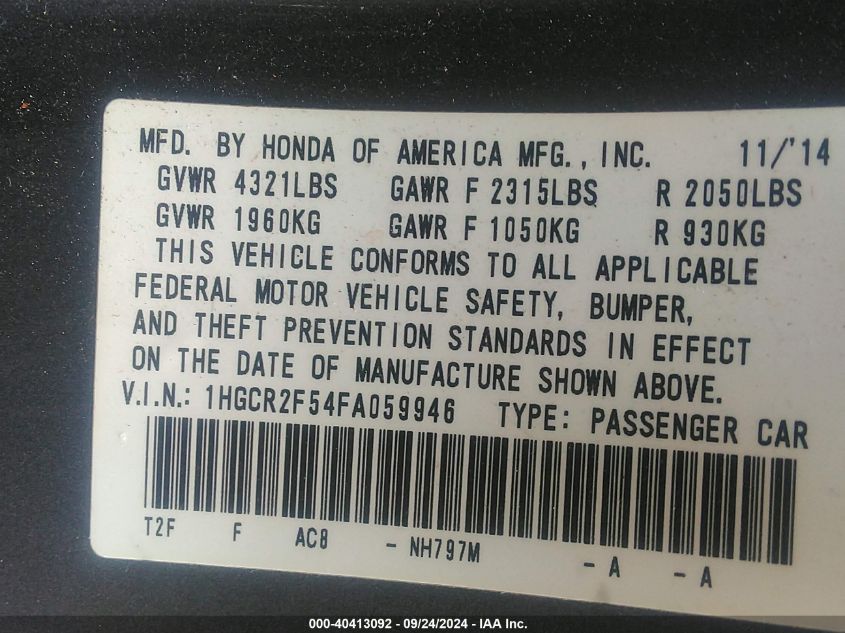 MFD. BY HONDA OF AMERICA MFG., INC. 11/'14
GVWR 4321LBS GAWR F 2315LBS R 2050LBS
GVWR 1960KG GAWR F 1050KG R 930KG
THIS VEHICLE CONFORMS TO ALL APPLICABLE
FEDERAL MOTOR VEHICLE SAFETY, BUMPER,
AND THEFT PREVENTION STANDARDS IN EFFECT
ON THE DATE OF MANUFACTURE SHOWN ABOVE.
V.I.N.: 1HGCR2F54FA059946 TYPE: PASSENGER CAR
T2F F AC8 - NH797M - A - A
000-40413092 - 09/24/2024 - IAA Inc.